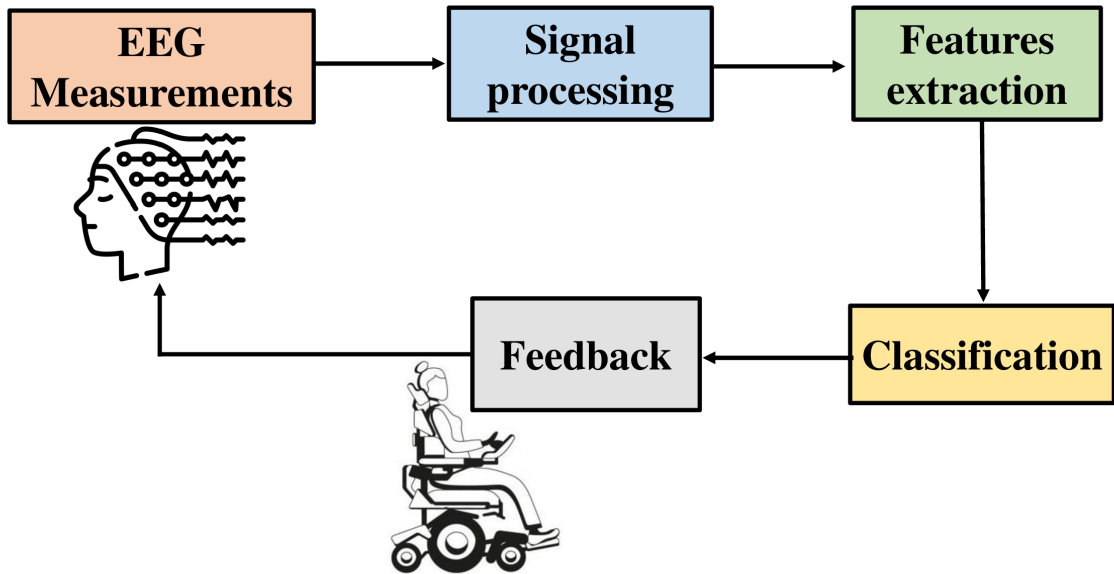 EEG
Measurements
Signal
processing
Features
extraction
Classification
Feedback